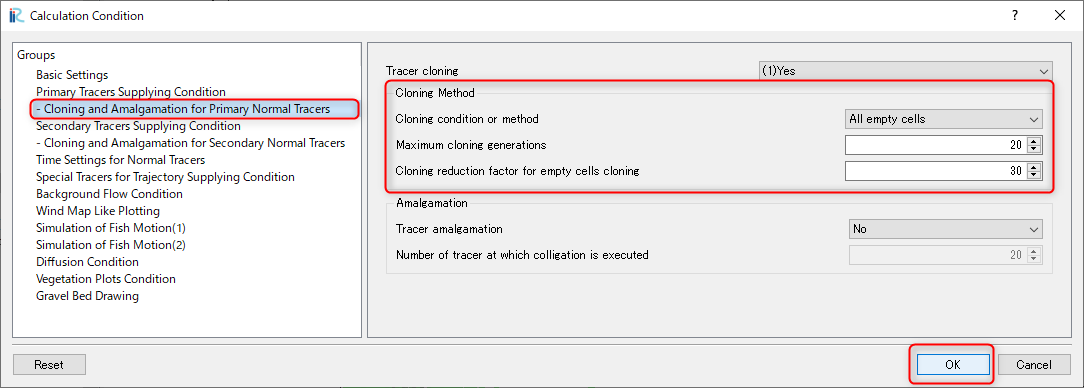 iR Calculation Condition ? ×
Groups
Basic Settings
Primary Tracers Supplying Condition
- Cloning and Amalgamation for Primary Normal Tracers
Secondary Tracers Supplying Condition
- Cloning and Amalgamation for Secondary Normal Tracers
Time Settings for Normal Tracers
Special Tracers for Trajectory Supplying Condition
Background Flow Condition
Wind Map Like Plotting
Simulation of Fish Motion(1)
Simulation of Fish Motion(2)
Diffusion Condition
Vegetation Plots Condition
Gravel Bed Drawing
Tracer cloning (1)Yes
Cloning Method
Cloning condition or method All empty cells
Maximum cloning generations 20
Cloning reduction factor for empty cells cloning 30
Amalgamation
Tracer amalgamation No
Number of tracer at which colligation is executed 20
Reset OK Cancel